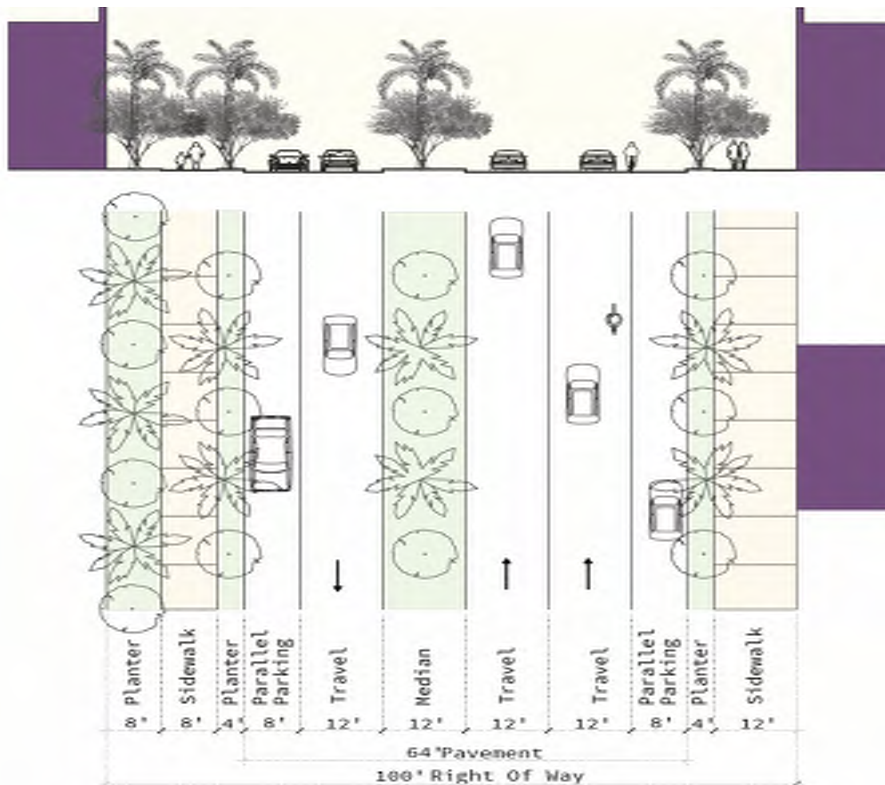 Planter
Sidewalk
Planter
Parallel
Parking
Travel
Median
Travel
Travel
Parallel
Parking
Planter
Sidewalk
8' 8' 4' 8' 12' 12' 12' 12' 8' 4' 12'
64' Pavement
100' Right Of Way